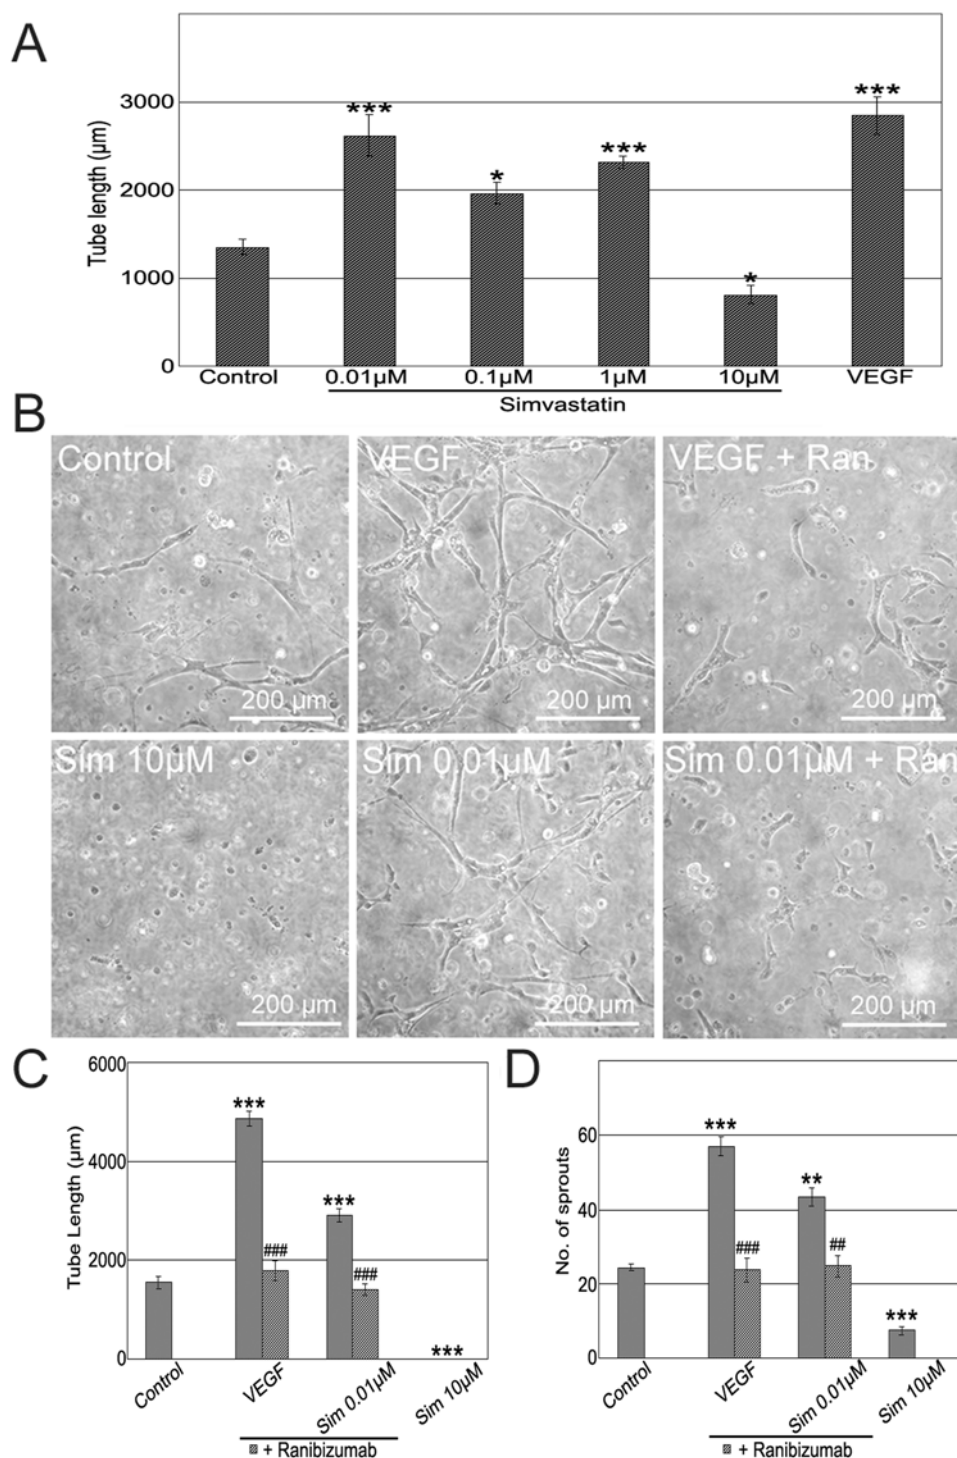 A
Tube length (µm)
3000
2000
1000
0
***
*
***
*
***
Control
0.01µM
0.1µM
1µM
10µM
VEGF
Simvastatin
B
Control
VEGF
VEGF + Ran
200 µm
200 µm
200 µm
Sim 10µM
Sim 0.01µM
Sim 0.01µM + Ran
200 µm
200 µm
200 µm
C
Tube Length (µm)
6000
4000
2000
0
***
###
***
###
***
Control
VEGF
Sim 0.01µM
Sim 10µM
+ Ranibizumab
D
No. of sprouts
60
40
20
0
***
###
**
##
***
Control
VEGF
Sim 0.01µM
Sim 10µM
+ Ranibizumab